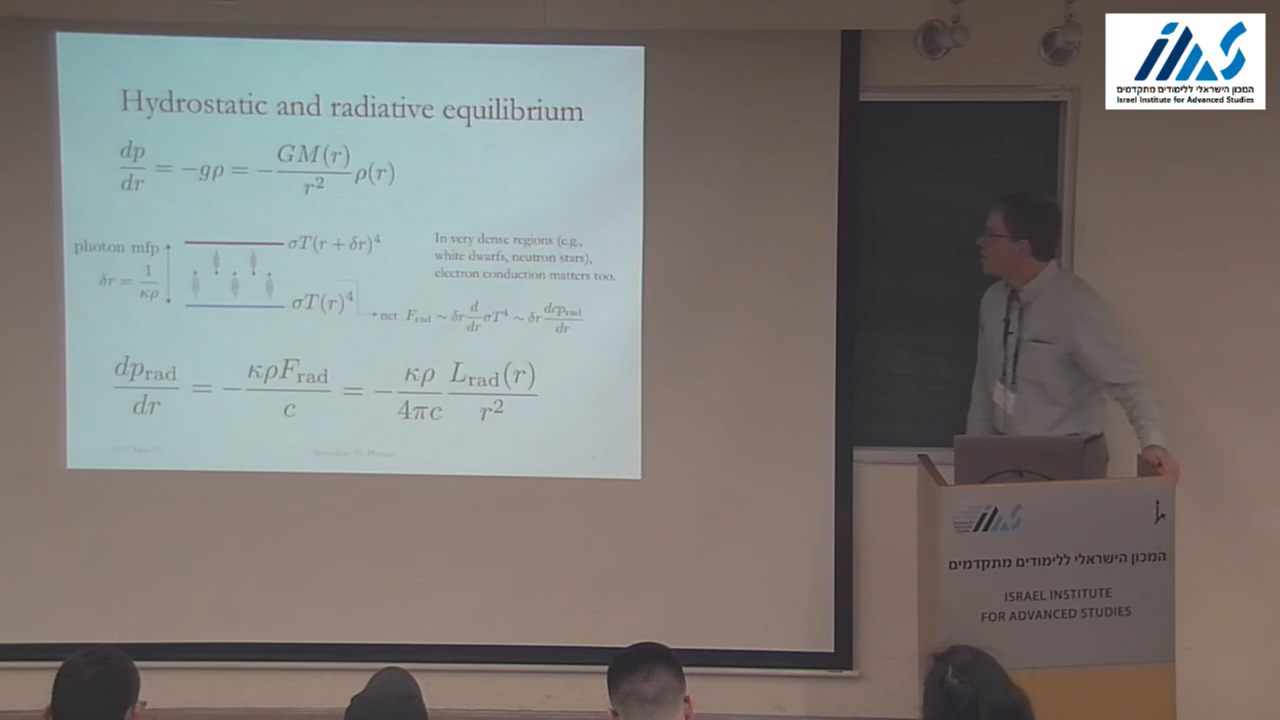 Hydrostatic and radiative equilibrium
dp/dr = -gρ = -GM(r)/r² ρ(r)
photon mfp
δr = 1/κρ
σT(r + δr)⁴
σT(r)⁴
In very dense regions (e.g.,
white dwarfs, neutron stars),
electron conduction matters too.
net F_rad ~ δr d/dr σT⁴ ~ δr dcp_rad/dr
dp_rad/dr = -κρF_rad/c = -κρ/4πc L_rad(r)/r²
המכון הישראלי ללימודים מתקדמים
Israel Institute for Advanced Studies
המכון הישראלי ללימודים מתקדמים
ISRAEL INSTITUTE
FOR ADVANCED STUDIES